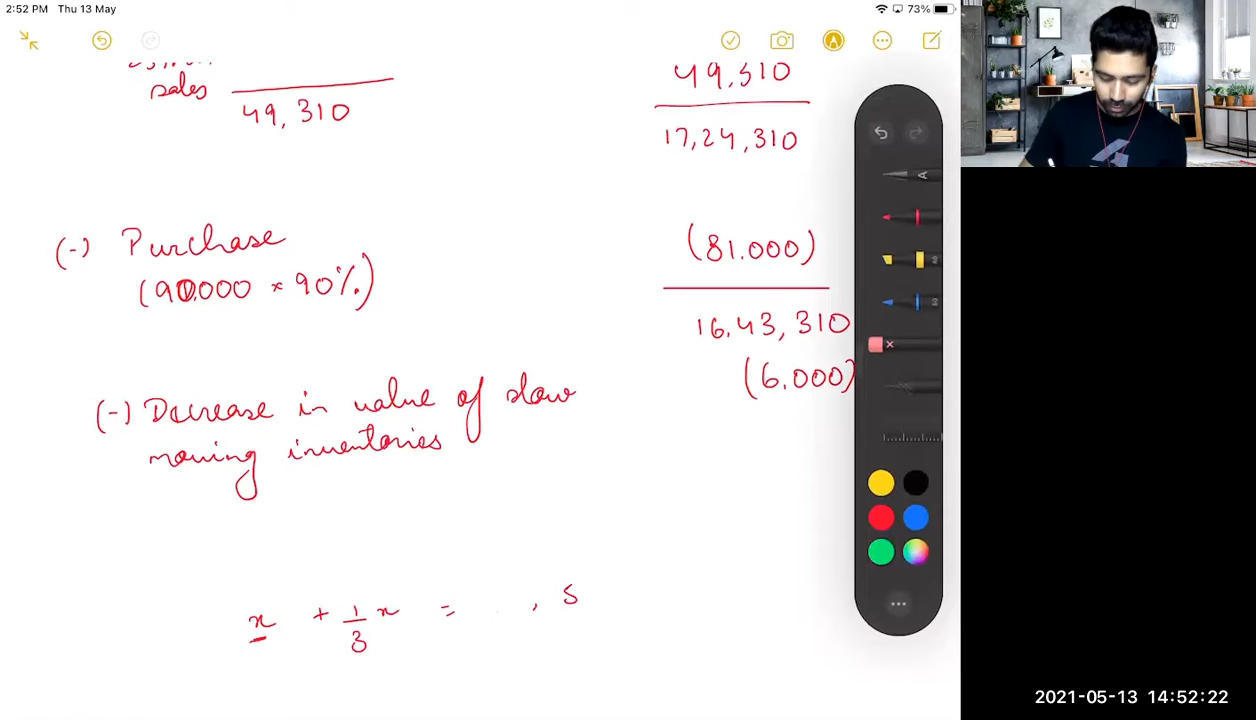 2:52 PM Thu 13 May
73%
sales
49,310
49,310
17,24,310
(-) Purchase
(90,000 × 90%)
(81,000)
16,43,310
(6,000)
(-) Decrease in value of slow
moving inventories
x + 1/3 x = , S
2021-05-13 14:52:22